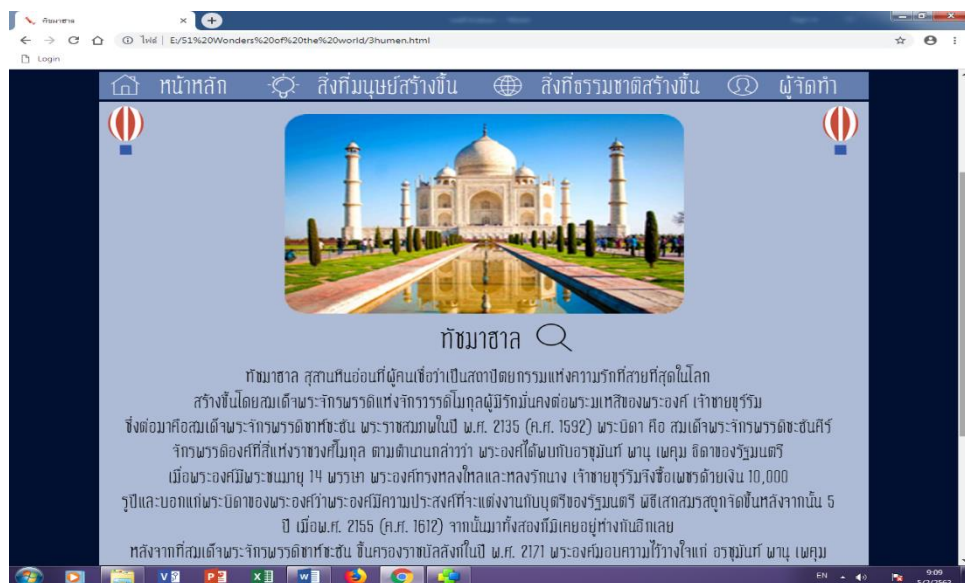 ทัชมาฮาล
ไฟล์ | E:/51%20Wonders%20of%20the%20world/3humen.html
Login
หน้าหลัก สิ่งที่มนุษย์สร้างขึ้น สิ่งที่ธรรมชาติสร้างขึ้น ผู้จัดทำ
ทัชมาฮาล
ทัชมาฮาล สุสานหินอ่อนที่ผู้คนเชื่อว่าเป็นสถาปัตยกรรมแห่งความรักที่สวยที่สุดในโลก
สร้างขึ้นโดยสมเด็จพระจักรพรรดิแห่งจักรวรรดิโมกุลผู้มีรักมั่นคงต่อพระมเหสีของพระองค์ เจ้าชายขุร์รัม
ซึ่งต่อมาคือสมเด็จพระจักรพรรดิชาห์ชะฮัน พระราชสมภพในปี พ.ศ. 2135 (ค.ศ. 1592) พระบิดา คือ สมเด็จพระจักรพรรดิชะฮันคีร์
จักรพรรดิองค์ที่สี่แห่งราชวงศ์โมกุล ตามตำนานกล่าวว่า พระองค์ได้พบกับอรชุมันท์ พานุ เพคุม ธิดาของรัฐมนตรี
เมื่อพระองค์มีพระชนมายุ 14 พรรษา พระองค์ทรงหลงใหลและหลงรักนาง เจ้าชายขุร์รัมจึงซื้อเพชรด้วยเงิน 10,000
รูปีและบอกแก่พระบิดาของพระองค์ว่าพระองค์มีความประสงค์ที่จะแต่งงานกับบุตรีของรัฐมนตรี พิธีเสกสมรสถูกจัดขึ้นหลังจากนั้น 5
ปี เมื่อพ.ศ. 2155 (ค.ศ. 1612) จากนั้นมาทั้งสองก็มิเคยอยู่ห่างกันอีกเลย
หลังจากที่สมเด็จพระจักรพรรดิชาห์ชะฮัน ขึ้นครองราชบัลลังก์ในปี พ.ศ. 2171 พระองค์มอบความไว้วางใจแก่ อรชุมันท์ พานุ เพคุม
EN
9:09
5/2/2562